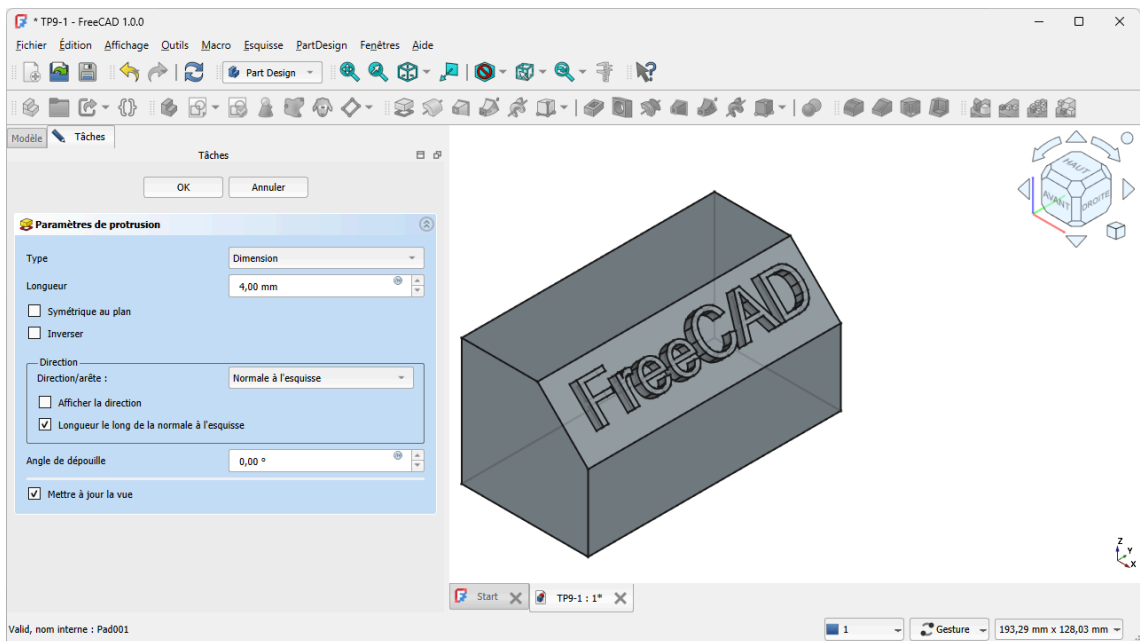 * TP9-1 - FreeCAD 1.0.0
Fichier Édition Affichage Outils Macro Esquisse PartDesign Fenêtres Aide
Part Design
Modèle Tâches
Tâches
OK Annuler
Paramètres de protrusion
Type Dimension
Longueur 4,00 mm
Symétrique au plan
Inverser
Direction
Direction/arête : Normale à l'esquisse
Afficher la direction
Longueur le long de la normale à l'esquisse
Angle de dépouille 0,00 °
Mettre à jour la vue
HAUT
AVANT DROITE
FreeCAD
Z
Y
X
Start TP9-1 : 1*
Valid, nom interne : Pad001 1 Gesture 193,29 mm x 128,03 mm